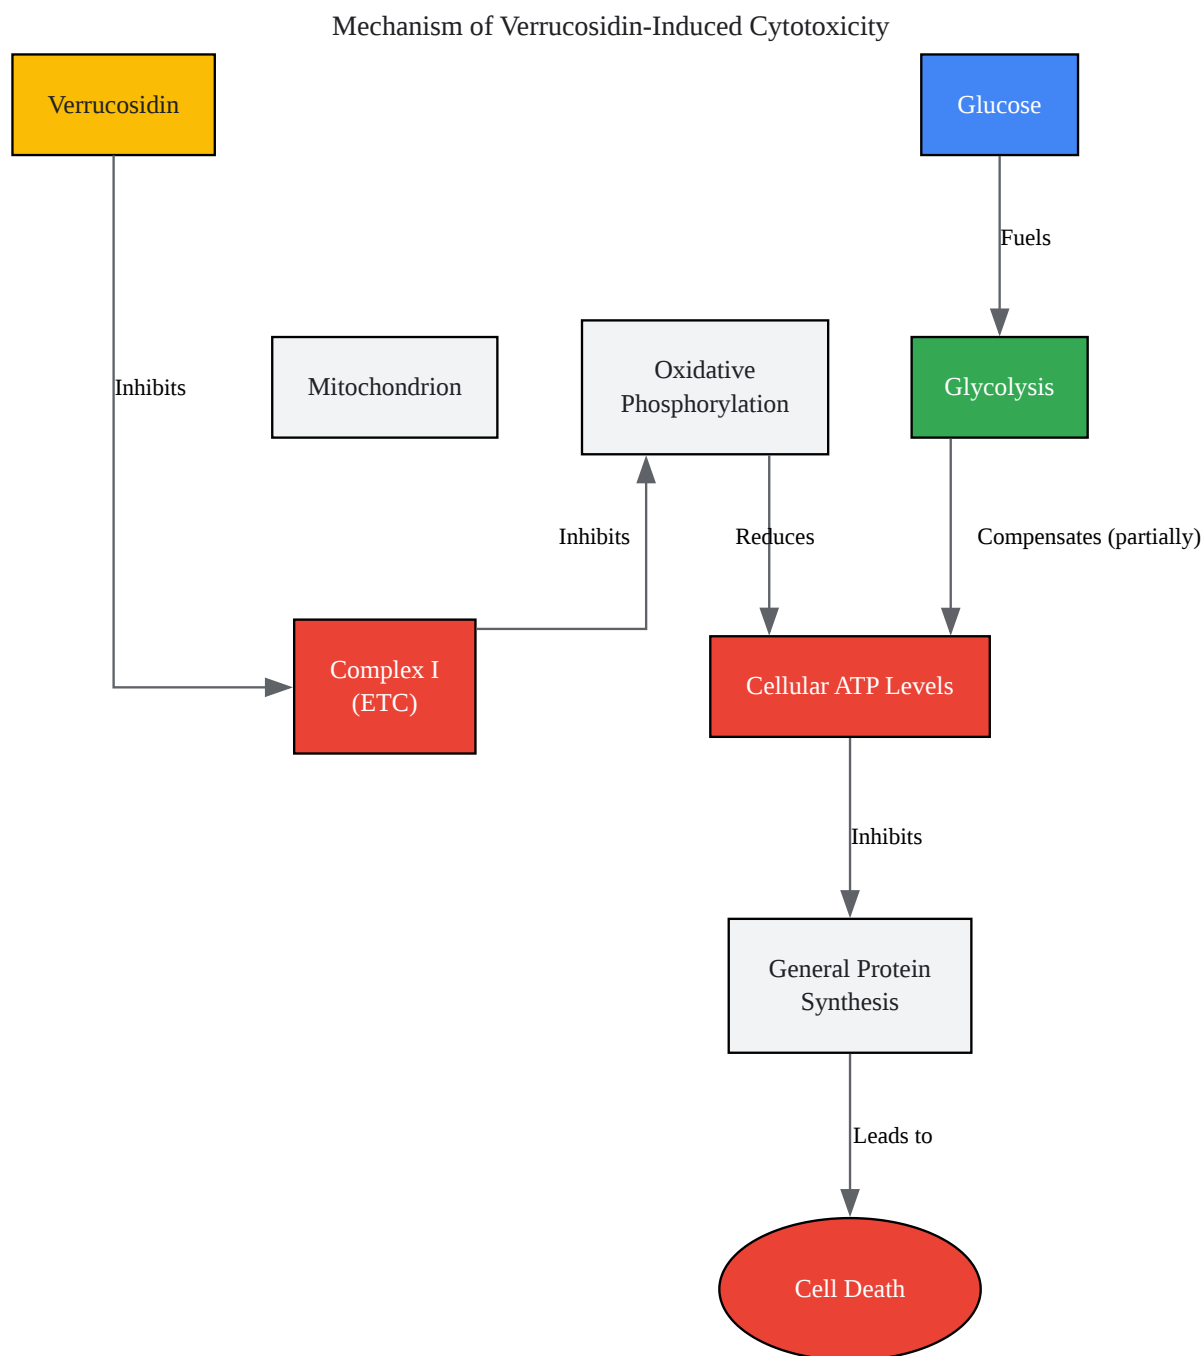 Mechanism of Verrucosidin-Induced Cytotoxicity
Verrucosidin
Glucose
Fuels
Inhibits
Mitochondrion
Oxidative
Phosphorylation
Glycolysis
Inhibits
Reduces
Compensates (partially)
Complex I
(ETC)
Cellular ATP Levels
Inhibits
General Protein
Synthesis
Leads to
Cell Death